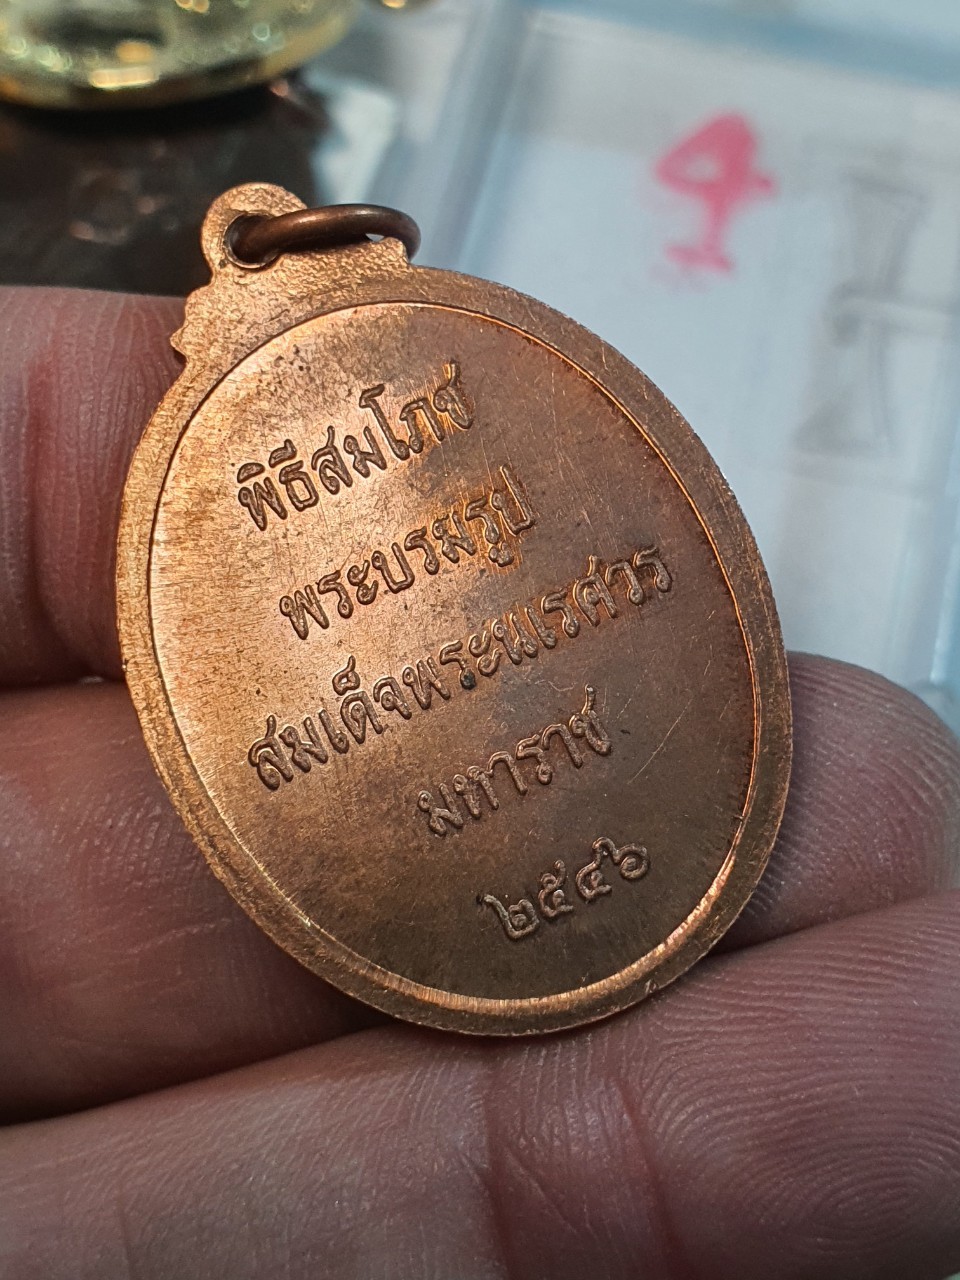 พิธีสมโภช
พระบรมรูป
สมเด็จพระนเรศวร
มหาราช
๒๕๔๖
4